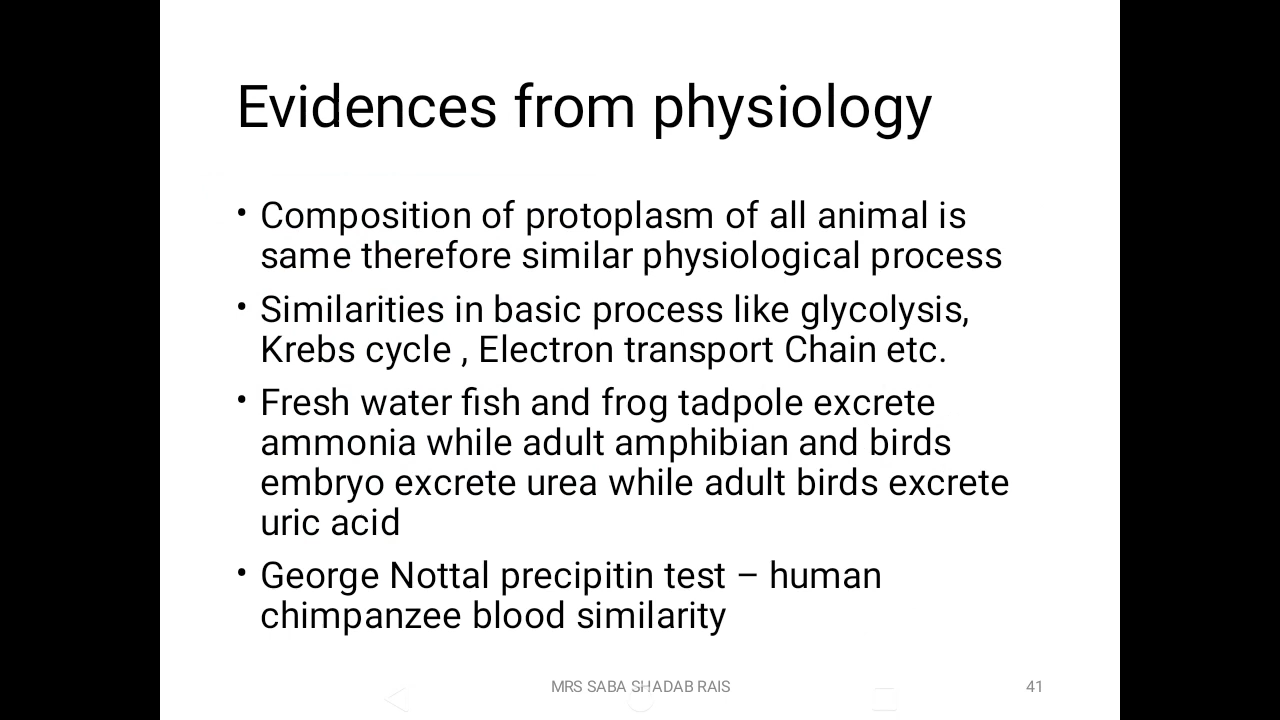 Evidences from physiology
• Composition of protoplasm of all animal is
same therefore similar physiological process
• Similarities in basic process like glycolysis,
Krebs cycle , Electron transport Chain etc.
• Fresh water fish and frog tadpole excrete
ammonia while adult amphibian and birds
embryo excrete urea while adult birds excrete
uric acid
• George Nottal precipitin test – human
chimpanzee blood similarity
MRS SABA SHADAB RAIS 41